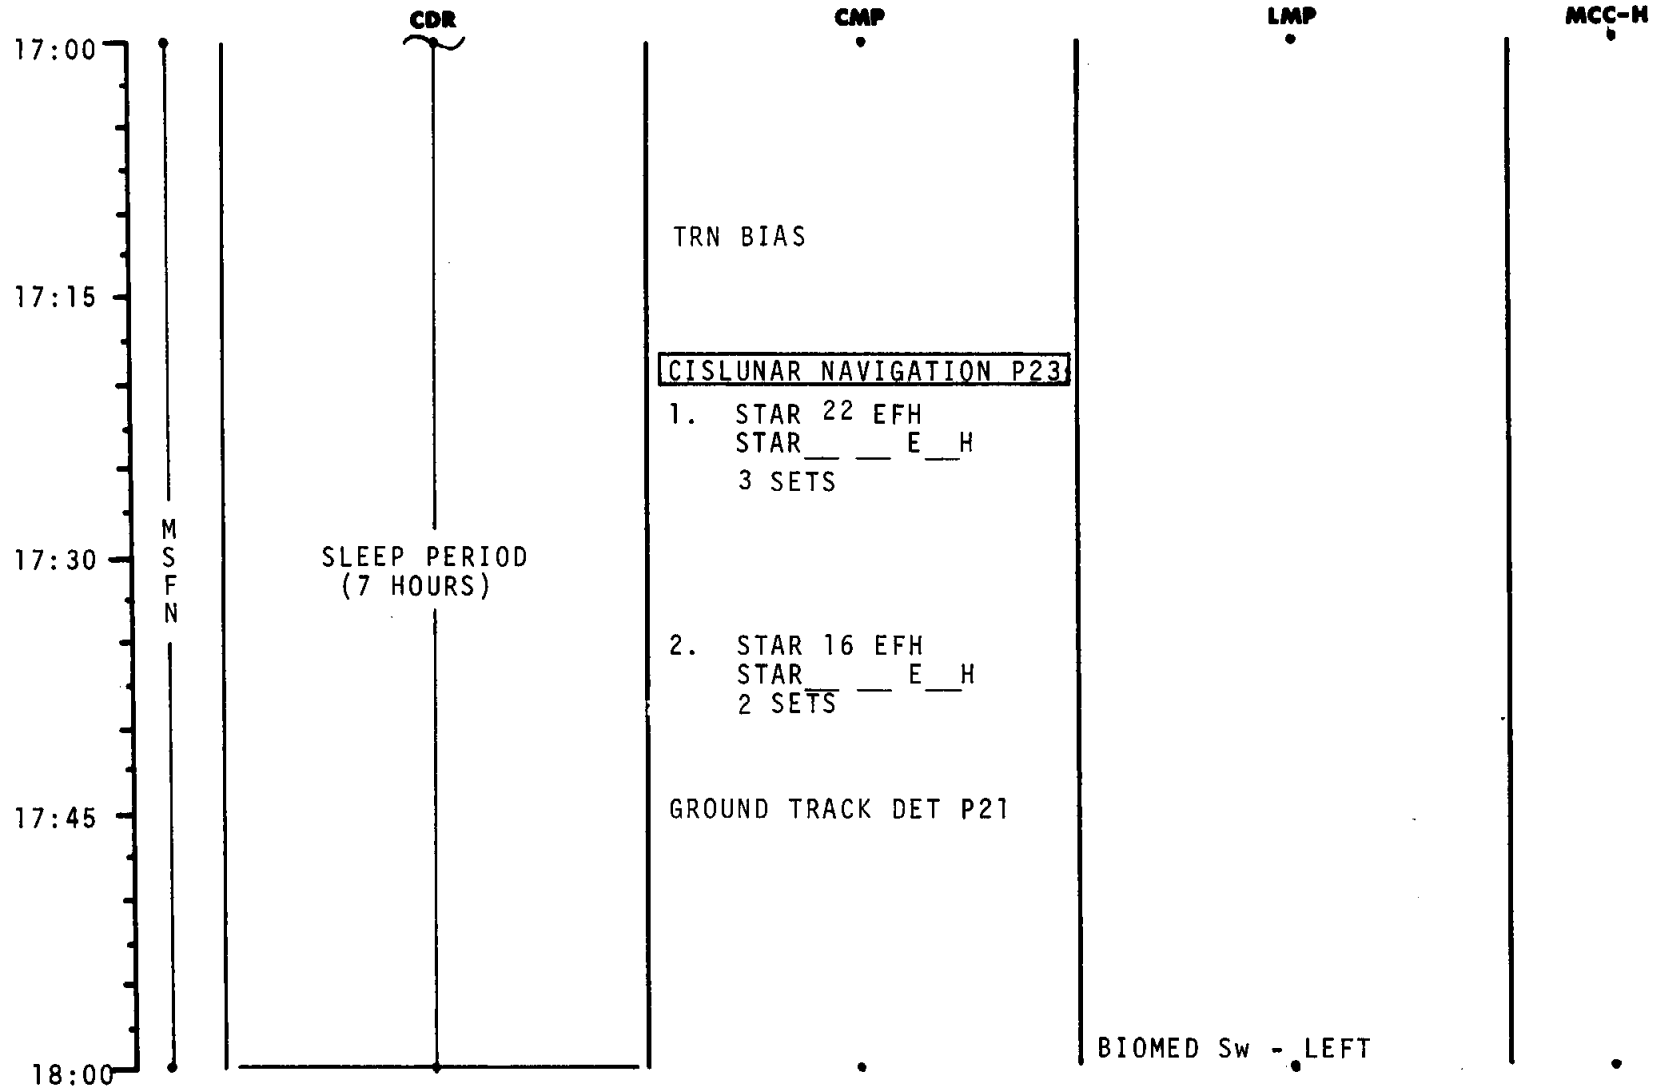 CDR CMP LMP MCC-H
17:00
TRN BIAS
17:15
CISLUNAR NAVIGATION P23
1. STAR 22 EFH
STAR__ __ E__H
3 SETS
M
S
F
N
17:30
SLEEP PERIOD
(7 HOURS)
2. STAR 16 EFH
STAR__ __ E__H
2 SETS
17:45
GROUND TRACK DET P21
BIOMED Sw - LEFT
18:00